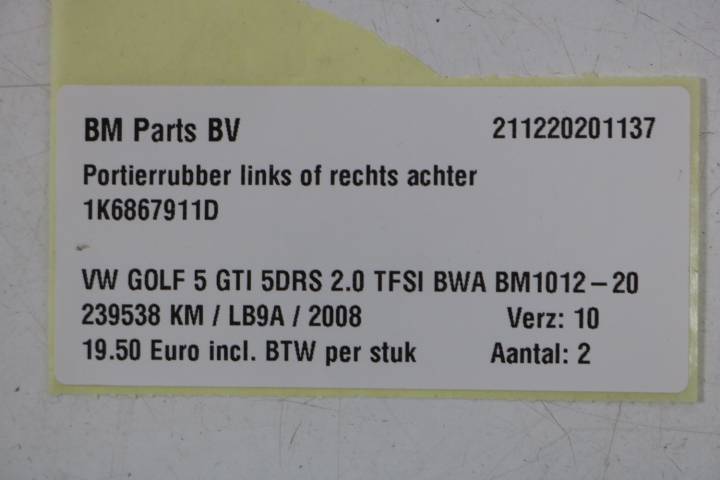 BM Parts BV 211220201137
Portierrubber links of rechts achter
1K6867911D
VW GOLF 5 GTI 5DRS 2.0 TFSI BWA BM1012-20
239538 KM / LB9A / 2008 Verz: 10
19.50 Euro incl. BTW per stuk Aantal: 2